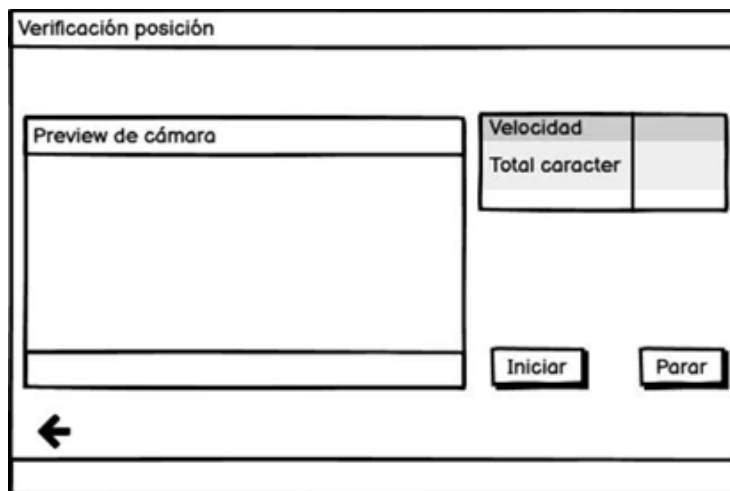 Verificación posición
Preview de cámara
Velocidad
Total caracter
Iniciar
Parar